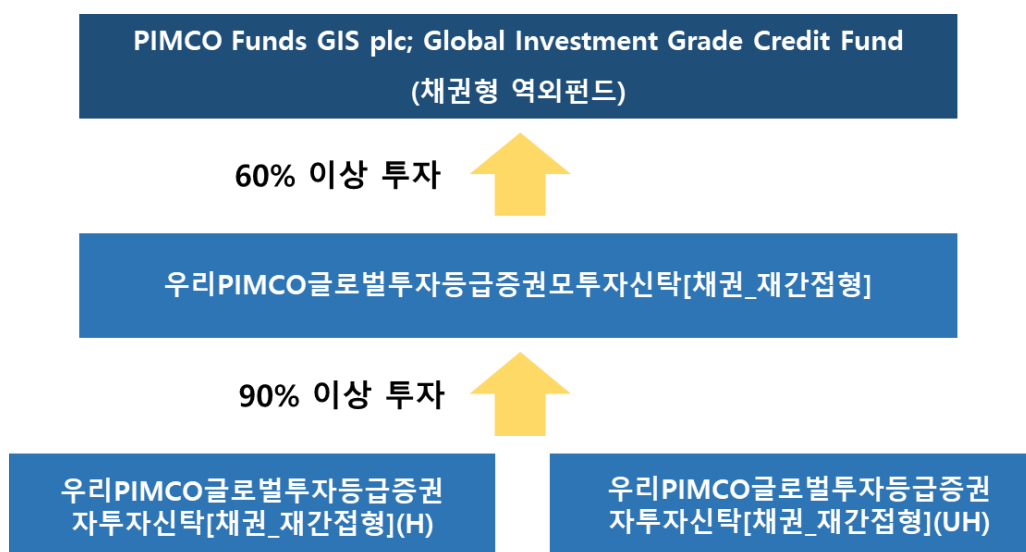 PIMCO Funds GIS plc; Global Investment Grade Credit Fund
(채권형 역외펀드)
60% 이상 투자
우리PIMCO글로벌투자등급증권모투자신탁[채권_재간접형]
90% 이상 투자
우리PIMCO글로벌투자등급증권
자투자신탁[채권_재간접형](H)
우리PIMCO글로벌투자등급증권
자투자신탁[채권_재간접형](UH)